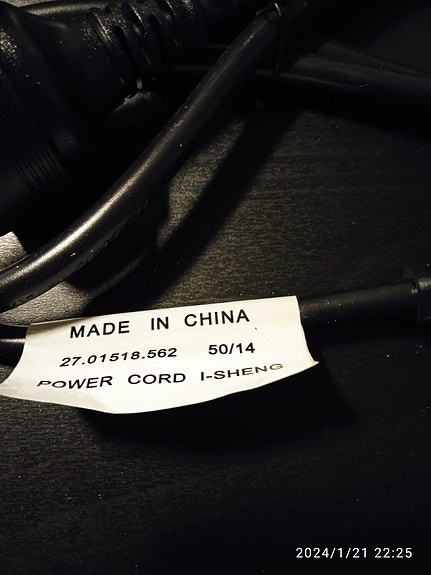 MADE IN CHINA
27.01518.562 50/14
POWER CORD I-SHENG
2024/1/21 22:25